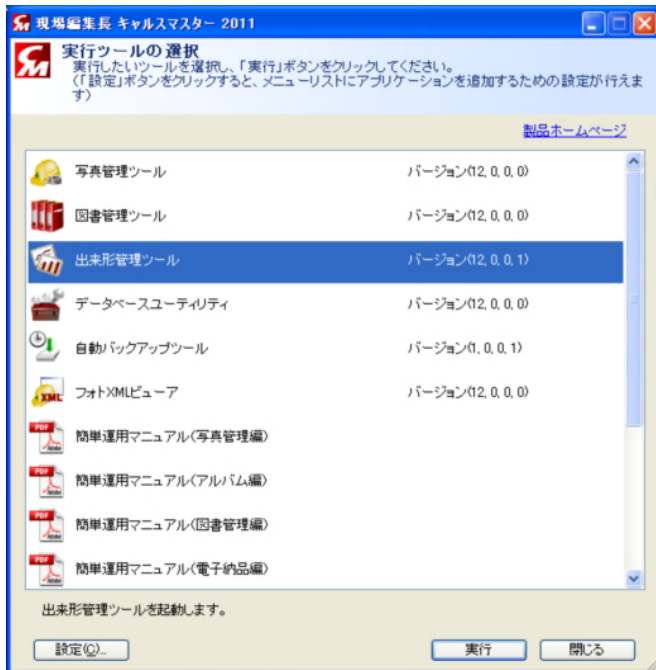 現場編集長 キャルスマスター 2011
実行ツールの選択
実行したいツールを選択し、「実行」ボタンをクリックしてください。
(「設定」ボタンをクリックすると、メニューリストにアプリケーションを追加するための設定が行えま
す)
製品ホームページ
写真管理ツール バージョン(12, 0, 0, 0)
図書管理ツール バージョン(12, 0, 0, 0)
出来形管理ツール バージョン(12, 0, 0, 1)
データベースユーティリティ バージョン(12, 0, 0, 0)
自動バックアップツール バージョン(1, 0, 0, 1)
フォトXMLビューア バージョン(12, 0, 0, 0)
簡単運用マニュアル(写真管理編)
簡単運用マニュアル(アルバム編)
簡単運用マニュアル(図書管理編)
簡単運用マニュアル(電子納品編)
出来形管理ツールを起動します。
設定(C)... 実行 閉じる